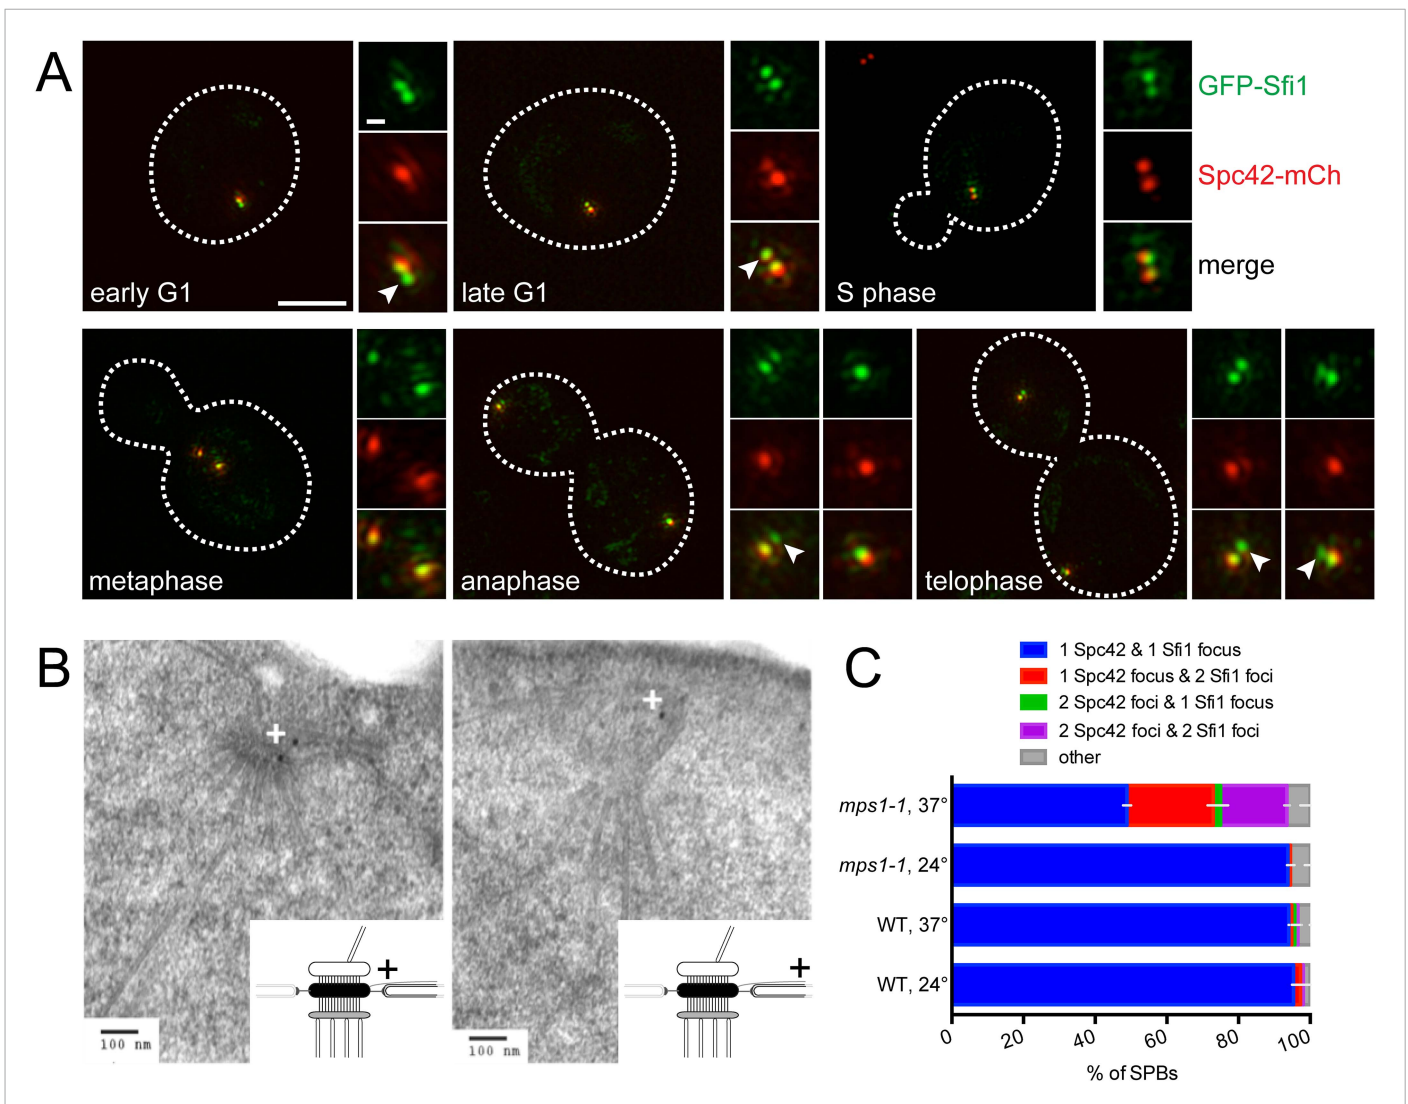 A
GFP-Sfi1
Spc42-mCh
merge
early G1
late G1
S phase
metaphase
anaphase
telophase
B
100 nm
100 nm
+
+
+
+
C
1 Spc42 & 1 Sfi1 focus
1 Spc42 focus & 2 Sfi1 foci
2 Spc42 foci & 1 Sfi1 focus
2 Spc42 foci & 2 Sfi1 foci
other
mps1-1, 37°
mps1-1, 24°
WT, 37°
WT, 24°
0 20 40 60 80 100
% of SPBs